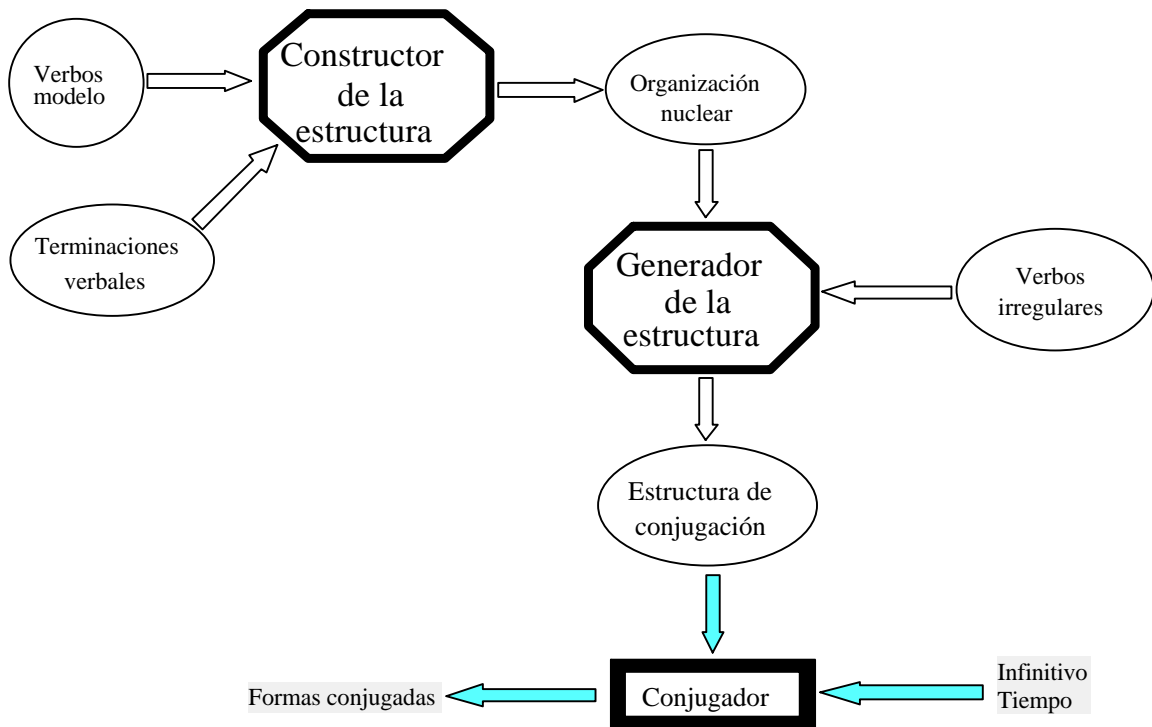 Verbos
modelo
Constructor
de la
estructura
Organización
nuclear
Terminaciones
verbales
Generador
de la
estructura
Verbos
irregulares
Estructura de
conjugación
Formas conjugadas
Conjugador
Infinitivo
Tiempo